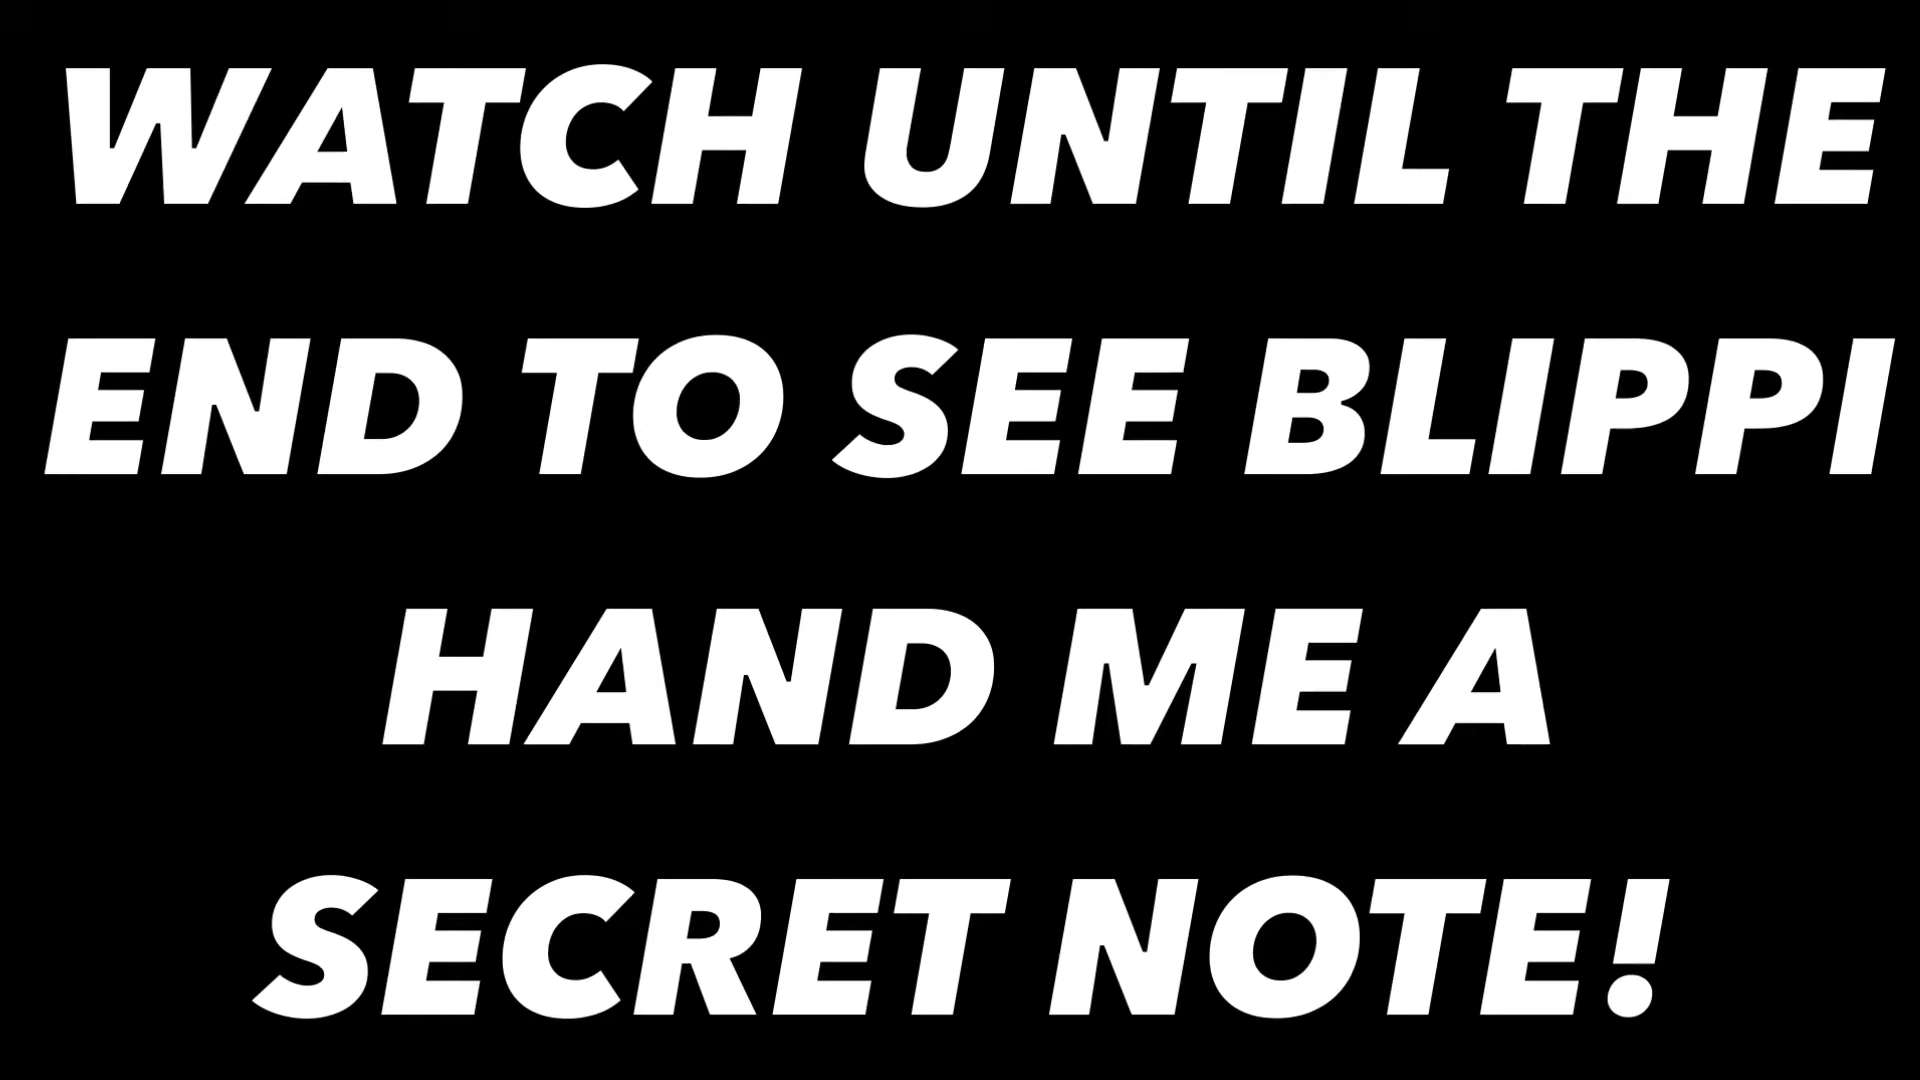 WATCH UNTIL THE
END TO SEE BLIPPI
HAND ME A
SECRET NOTE!